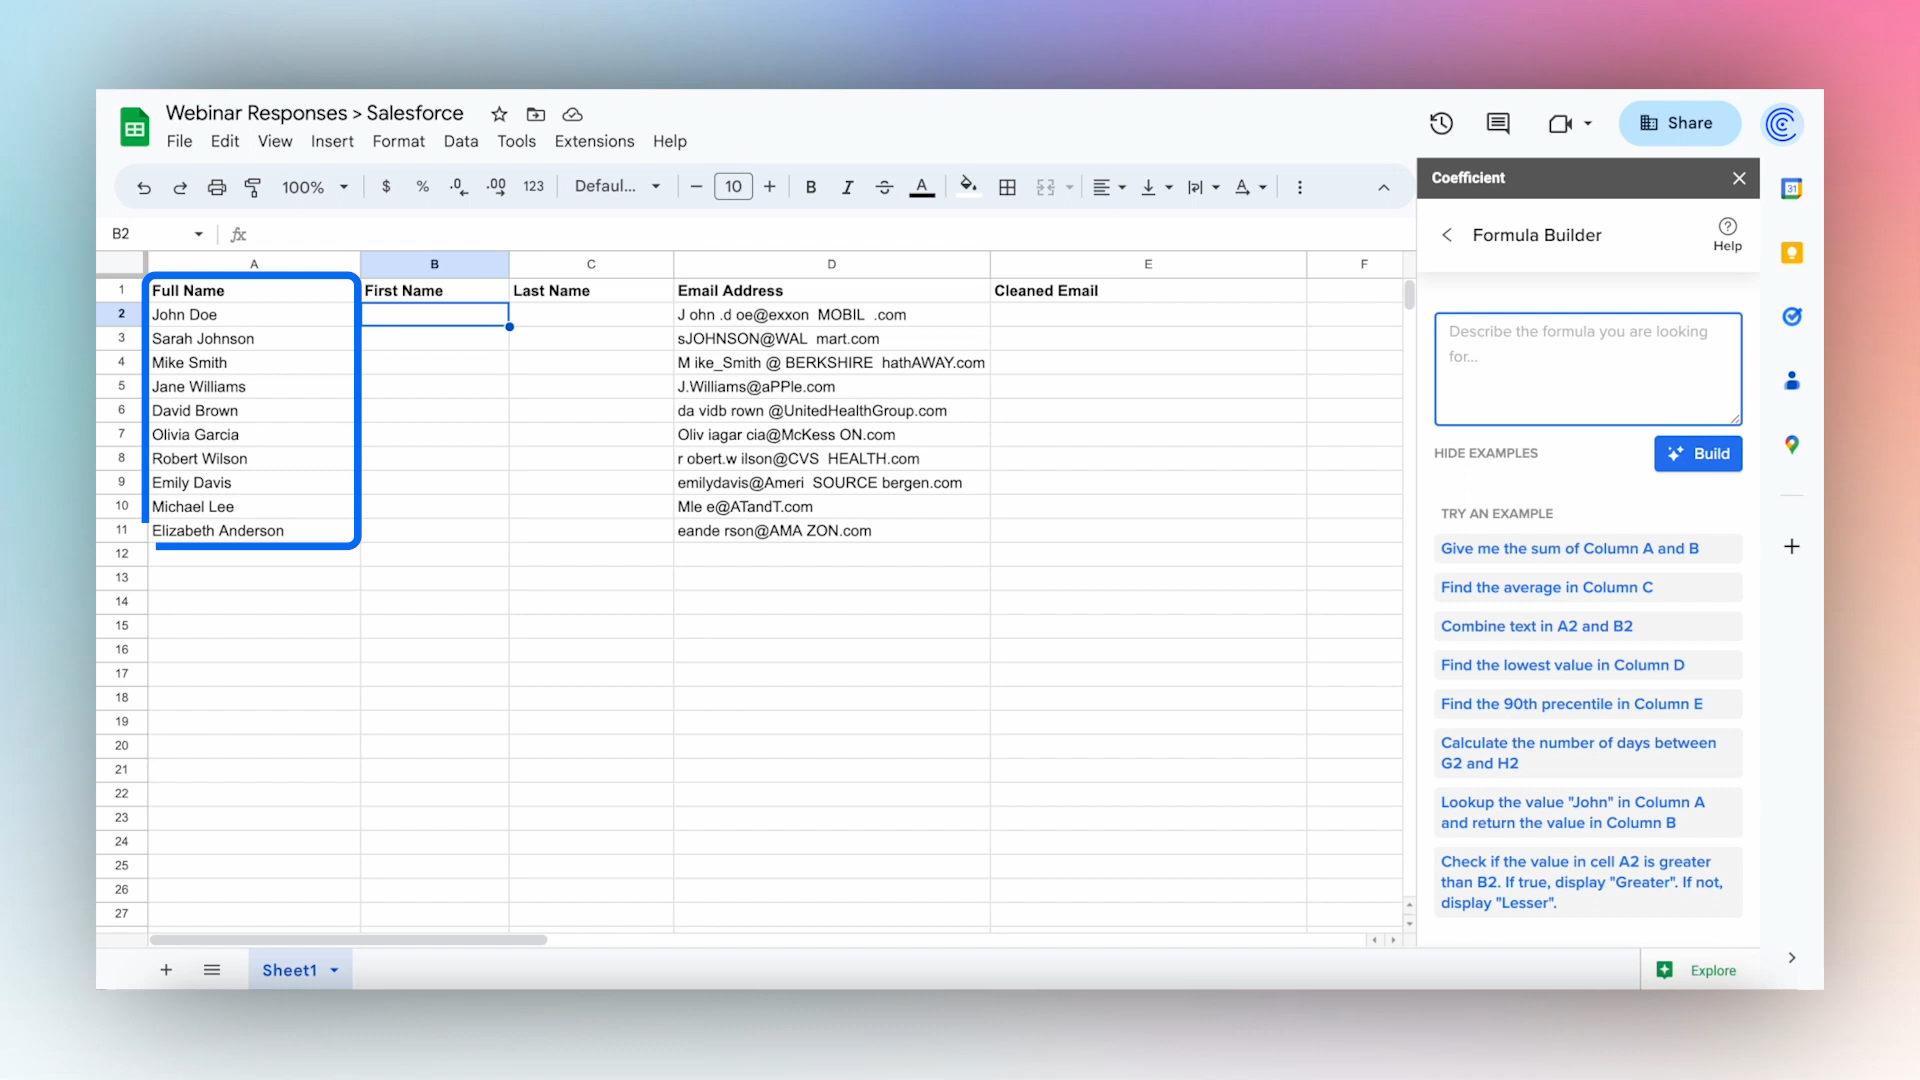 Webinar Responses > Salesforce
File Edit View Insert Format Data Tools Extensions Help
Share
100% $ % .0 .00 123 Defaul... 10 B I A
B2 fx
A B C D E F
1 Full Name First Name Last Name Email Address Cleaned Email
2 John Doe J ohn .d oe@exxon  MOBIL  .com
3 Sarah Johnson sJOHNSON@WAL  mart.com
4 Mike Smith M ike_Smith @ BERKSHIRE  hathAWAY.com
5 Jane Williams J.Williams@aPPle.com
6 David Brown da vidb rown @UnitedHealthGroup.com
7 Olivia Garcia Oliv iagar cia@McKess ON.com
8 Robert Wilson r obert.w ilson@CVS  HEALTH.com
9 Emily Davis emilydavis@Ameri  SOURCE bergen.com
10 Michael Lee Mle e@ATandT.com
11 Elizabeth Anderson eande rson@AMA ZON.com
12
13
14
15
16
17
18
19
20
21
22
23
24
25
26
27
Sheet1
Explore
Coefficient
Formula Builder
Help
Describe the formula you are looking
for...
HIDE EXAMPLES
Build
TRY AN EXAMPLE
Give me the sum of Column A and B
Find the average in Column C
Combine text in A2 and B2
Find the lowest value in Column D
Find the 90th precentile in Column E
Calculate the number of days between
G2 and H2
Lookup the value "John" in Column A
and return the value in Column B
Check if the value in cell A2 is greater
than B2. If true, display "Greater". If not,
display "Lesser".
31